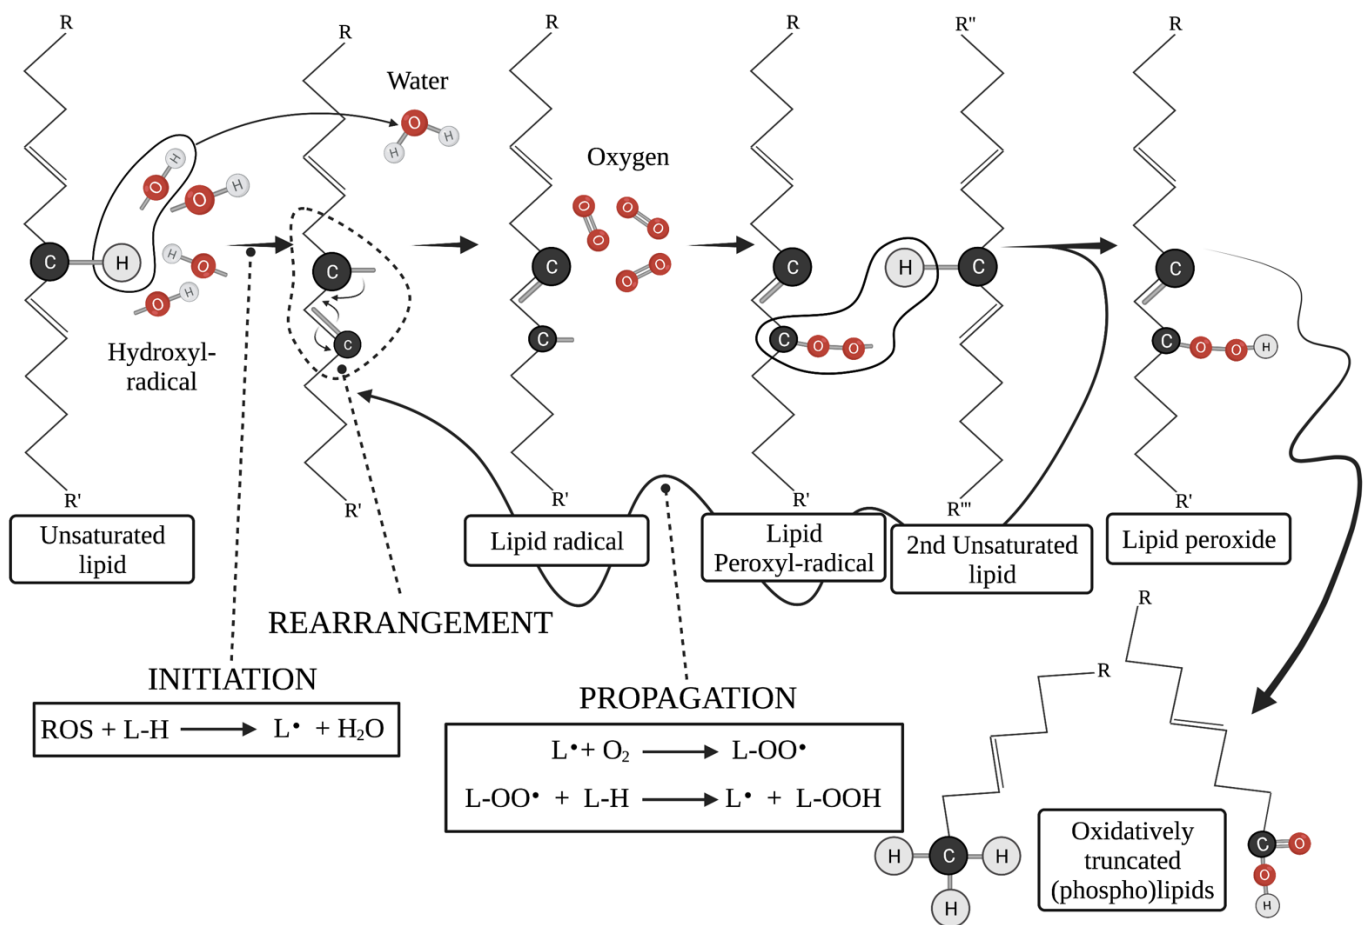 R
R
R
R''
R
Water
H
H
O
H
O
O
H
Oxygen
O
O
O
O
O
O
C
H
H
O
O
H
C
C
C
C
C
H
C
O
O
C
C
C
O
O
H
Hydroxyl-
radical
R'
R'
R'
R'
R'''
R'
Unsaturated
lipid
Lipid radical
Lipid
Peroxyl-radical
2nd Unsaturated
lipid
Lipid peroxide
REARRANGEMENT
INITIATION
ROS + L-H → L• + H₂O
PROPAGATION
L•+ O₂ → L-OO•
L-OO• + L-H → L• + L-OOH
R
R
H
C
H
H
Oxidatively
truncated
(phospho)lipids
C
O
O
H